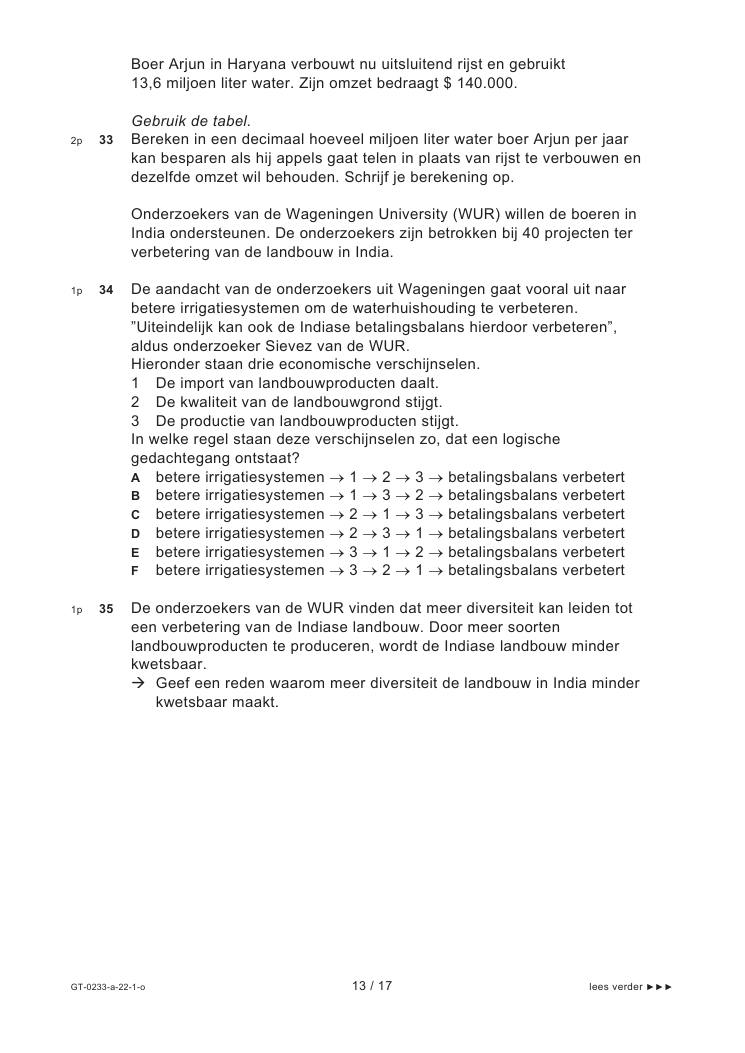 Boer Arjun in Haryana verbouwt nu uitsluitend rijst en gebruikt
13,6 miljoen liter water. Zijn omzet bedraagt $ 140.000.
Gebruik de tabel.
2p 33 Bereken in een decimaal hoeveel miljoen liter water boer Arjun per jaar
kan besparen als hij appels gaat telen in plaats van rijst te verbouwen en
dezelfde omzet wil behouden. Schrijf je berekening op.
Onderzoekers van de Wageningen University (WUR) willen de boeren in
India ondersteunen. De onderzoekers zijn betrokken bij 40 projecten ter
verbetering van de landbouw in India.
1p 34 De aandacht van de onderzoekers uit Wageningen gaat vooral uit naar
betere irrigatiesystemen om de waterhuishouding te verbeteren.
”Uiteindelijk kan ook de Indiase betalingsbalans hierdoor verbeteren”,
aldus onderzoeker Sievez van de WUR.
Hieronder staan drie economische verschijnselen.
1 De import van landbouwproducten daalt.
2 De kwaliteit van de landbouwgrond stijgt.
3 De productie van landbouwproducten stijgt.
In welke regel staan deze verschijnselen zo, dat een logische
gedachtegang ontstaat?
A betere irrigatiesystemen → 1 → 2 → 3 → betalingsbalans verbetert
B betere irrigatiesystemen → 1 → 3 → 2 → betalingsbalans verbetert
C betere irrigatiesystemen → 2 → 1 → 3 → betalingsbalans verbetert
D betere irrigatiesystemen → 2 → 3 → 1 → betalingsbalans verbetert
E betere irrigatiesystemen → 3 → 1 → 2 → betalingsbalans verbetert
F betere irrigatiesystemen → 3 → 2 → 1 → betalingsbalans verbetert
1p 35 De onderzoekers van de WUR vinden dat meer diversiteit kan leiden tot
een verbetering van de Indiase landbouw. Door meer soorten
landbouwproducten te produceren, wordt de Indiase landbouw minder
kwetsbaar.
→ Geef een reden waarom meer diversiteit de landbouw in India minder
kwetsbaar maakt.
GT-0233-a-22-1-o 13 / 17 lees verder ►►►